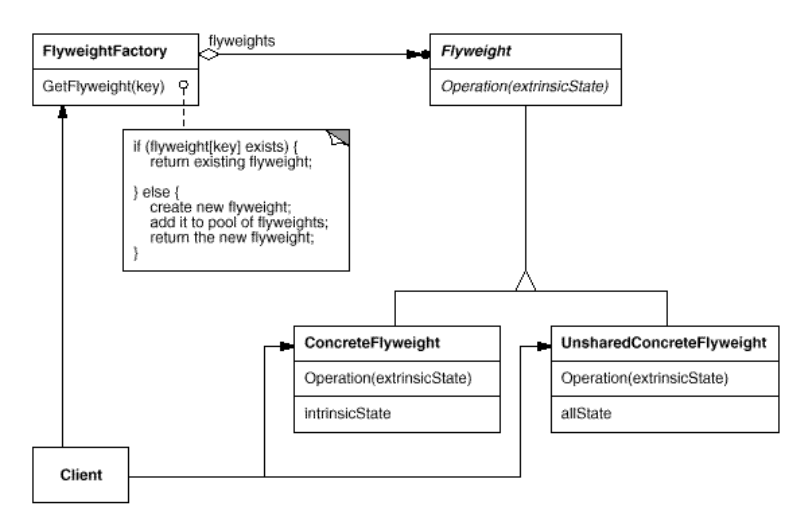 flyweights
FlyweightFactory
GetFlyweight(key)
Flyweight
Operation(extrinsicState)
if (flyweight[key] exists) {
return existing flyweight;
} else {
create new flyweight;
add it to pool of flyweights;
return the new flyweight;
}
ConcreteFlyweight
Operation(extrinsicState)
intrinsicState
UnsharedConcreteFlyweight
Operation(extrinsicState)
allState
Client